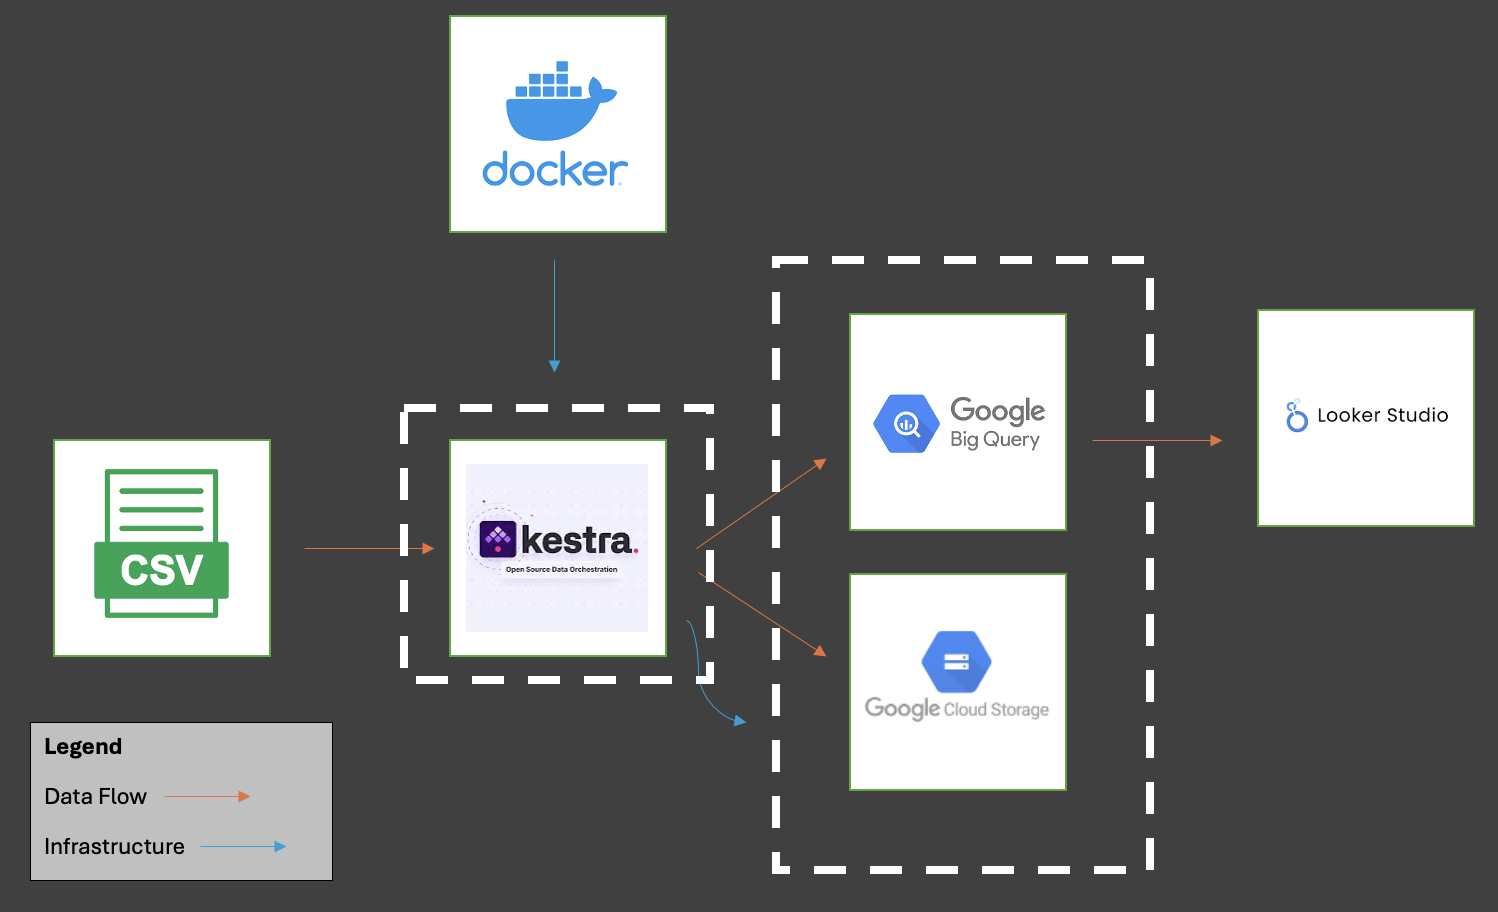 docker
Google
Big Query
Looker Studio
CSV
kestra.
Open Source Data Orchestration
Google Cloud Storage
Legend
Data Flow
Infrastructure